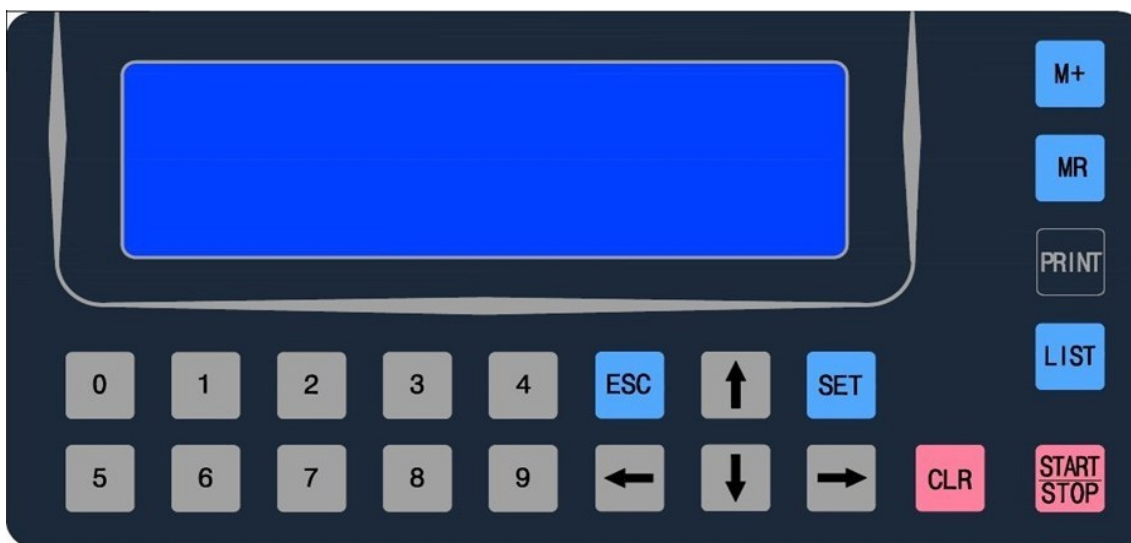 M+
MR
PRINT
LIST
0 1 2 3 4 ESC SET
5 6 7 8 9 CLR START
STOP